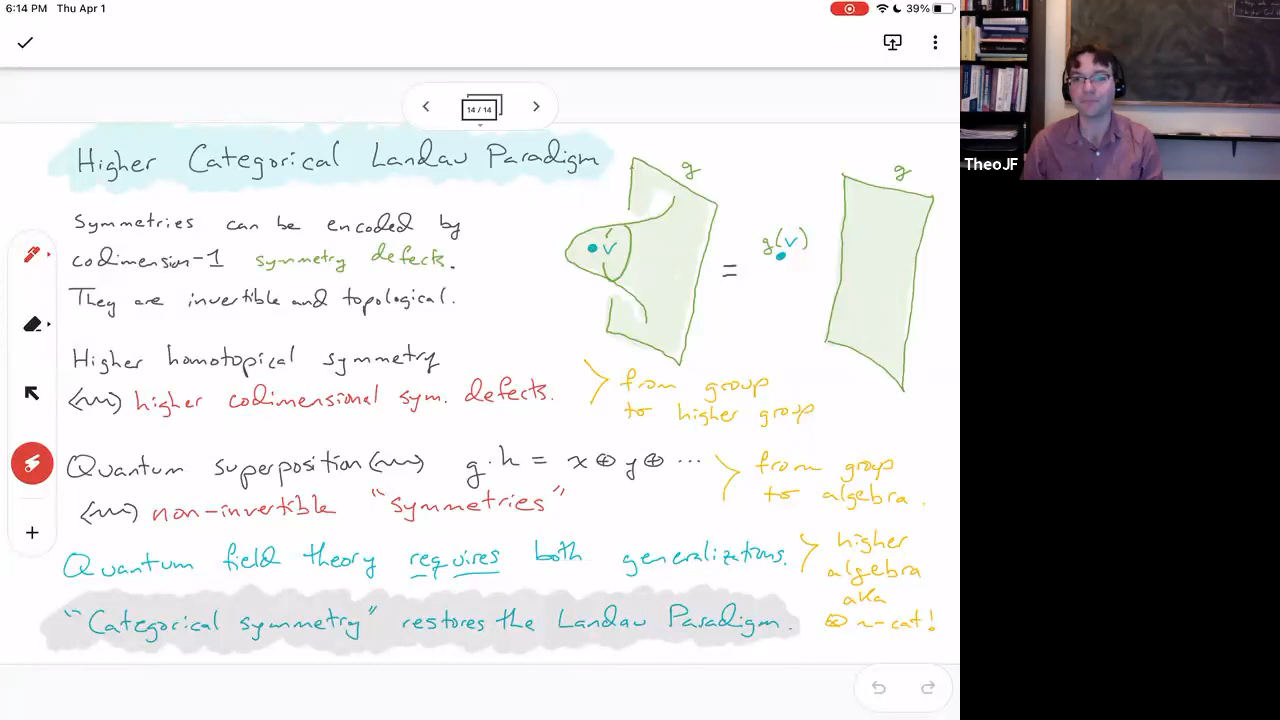 6:14 PM Thu Apr 1
39%
14 / 14
TheoJF
Higher Categorical Landau Paradigm
Symmetries can be encoded by
codimension-1 symmetry defects.
They are invertible and topological.
g
v
=
g(v)
g
Higher homotopical symmetry
<~~> higher codimensional sym. defects.
> from group
to higher group
Quantum superposition <~~> g·h = x⊕y⊕ ...
<~~> non-invertible "symmetries"
> from group
to algebra.
Quantum field theory requires both generalizations.
> higher
algebra
aka
⊗ n-cat!
"Categorical symmetry" restores the Landau Paradigm.